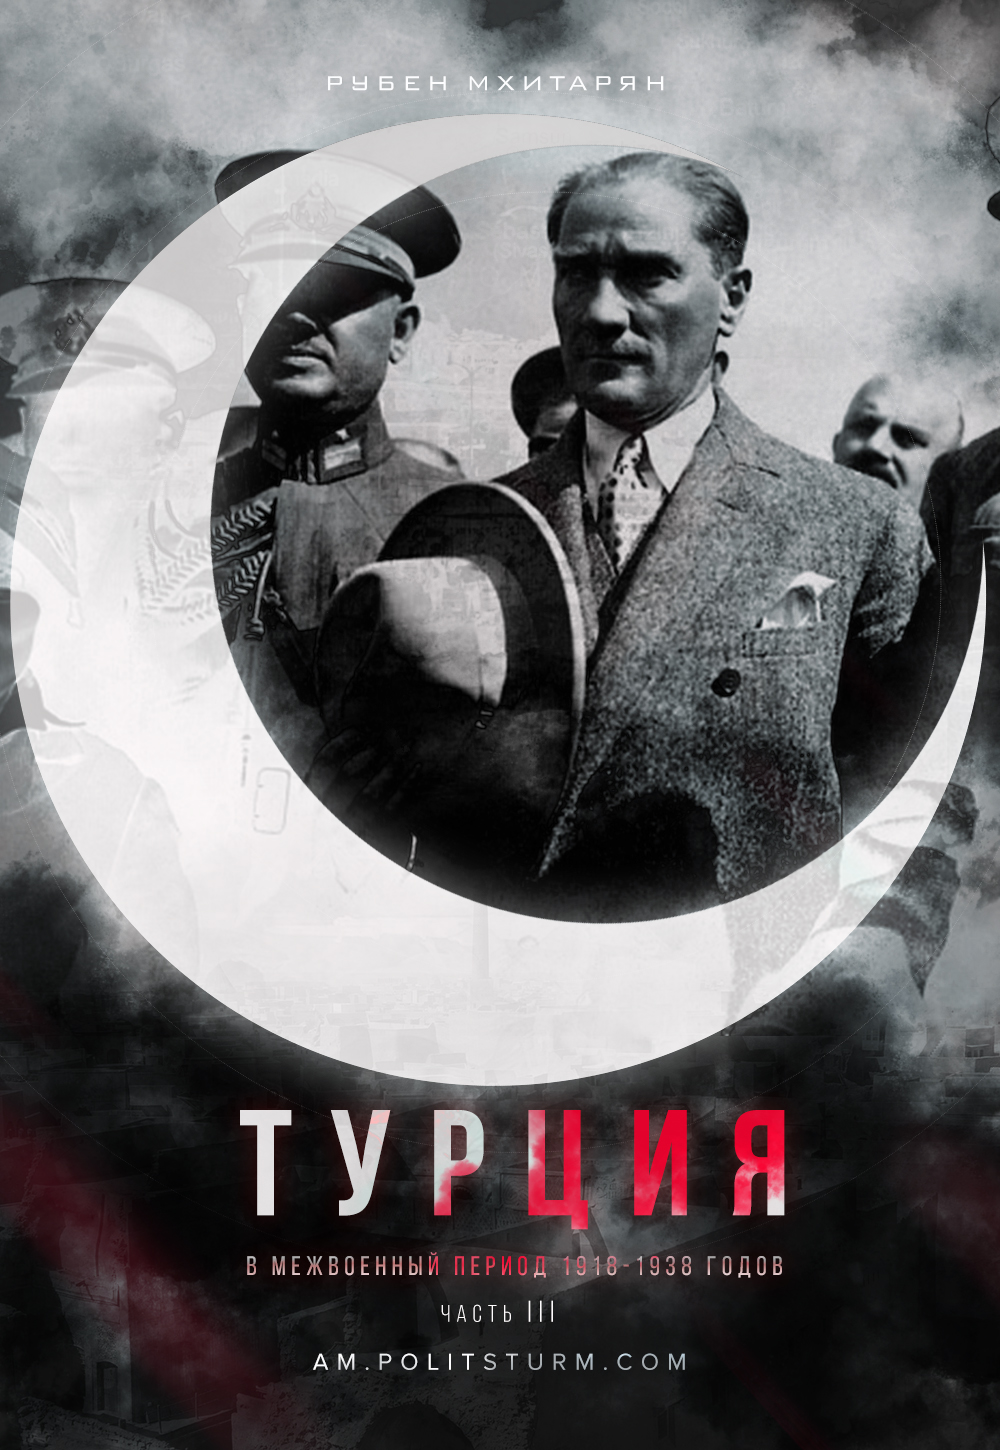 РУБЕН МХИТАРЯН
ТУРЦИЯ
В МЕЖВОЕННЫЙ ПЕРИОД 1918-1938 ГОДОВ
ЧАСТЬ III
AM.POLITSTURM.COM